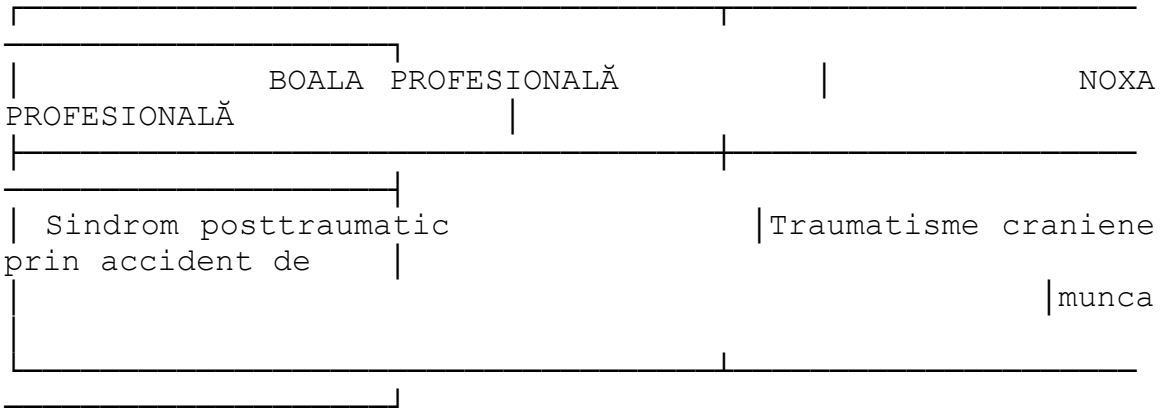 BOALA PROFESIONALĂ NOXA
PROFESIONALĂ
Sindrom posttraumatic Traumatisme craniene
prin accident de
munca